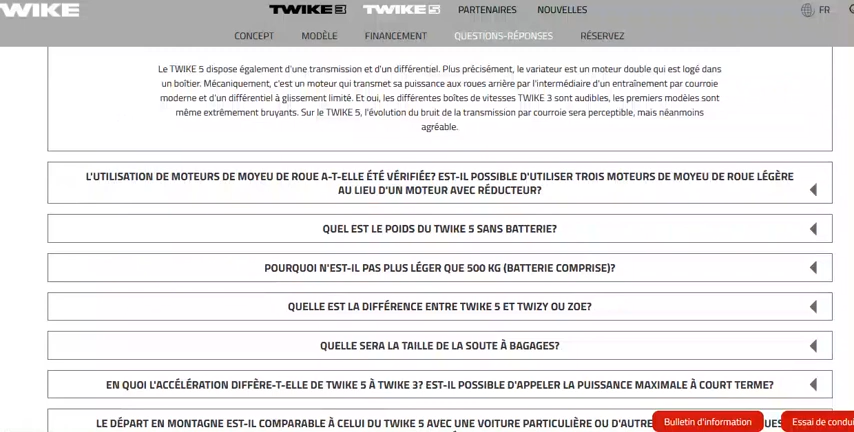 WIKE
TWIKE 3 TWIKE 5 PARTENAIRES NOUVELLES FR
CONCEPT MODÈLE FINANCEMENT QUESTIONS-RÉPONSES RÉSERVEZ
Le TWIKE 5 dispose également d'une transmission et d'un différentiel. Plus précisément, le variateur est un moteur double qui est logé dans
un boîtier. Mécaniquement, c'est un moteur qui transmet sa puissance aux roues arrière par l'intermédiaire d'un entraînement par courroie
moderne et d'un différentiel à glissement limité. Et oui, les différentes boîtes de vitesses TWIKE 3 sont audibles, les premiers modèles sont
même extrêmement bruyants. Sur le TWIKE 5, l'évolution du bruit de la transmission par courroie sera perceptible, mais néanmoins
agréable.
L'UTILISATION DE MOTEURS DE MOYEU DE ROUE A-T-ELLE ÉTÉ VÉRIFIÉE? EST-IL POSSIBLE D'UTILISER TROIS MOTEURS DE MOYEU DE ROUE LÉGÈRE
AU LIEU D'UN MOTEUR AVEC RÉDUCTEUR?
QUEL EST LE POIDS DU TWIKE 5 SANS BATTERIE?
POURQUOI N'EST-IL PAS PLUS LÉGER QUE 500 KG (BATTERIE COMPRISE)?
QUELLE EST LA DIFFÉRENCE ENTRE TWIKE 5 ET TWIZY OU ZOE?
QUELLE SERA LA TAILLE DE LA SOUTE À BAGAGES?
EN QUOI L'ACCÉLÉRATION DIFFÈRE-T-ELLE DE TWIKE 5 À TWIKE 3? EST-IL POSSIBLE D'APPELER LA PUISSANCE MAXIMALE À COURT TERME?
LE DÉPART EN MONTAGNE EST-IL COMPARABLE À CELUI DU TWIKE 5 AVEC UNE VOITURE PARTICULIÈRE OU D'AUTRE
Bulletin d'information Essai de condui